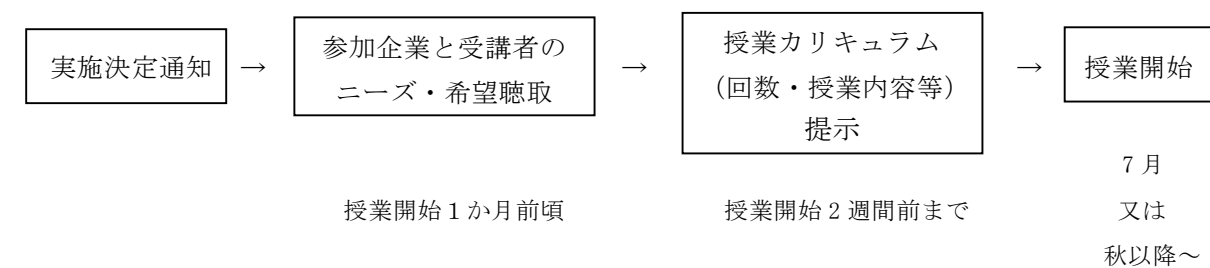 実施決定通知
→
参加企業と受講者の
ニーズ・希望聴取
→
授業カリキュラム
(回数・授業内容等)
提示
→
授業開始
授業開始１か月前頃
授業開始２週間前まで
７月
又は
秋以降～